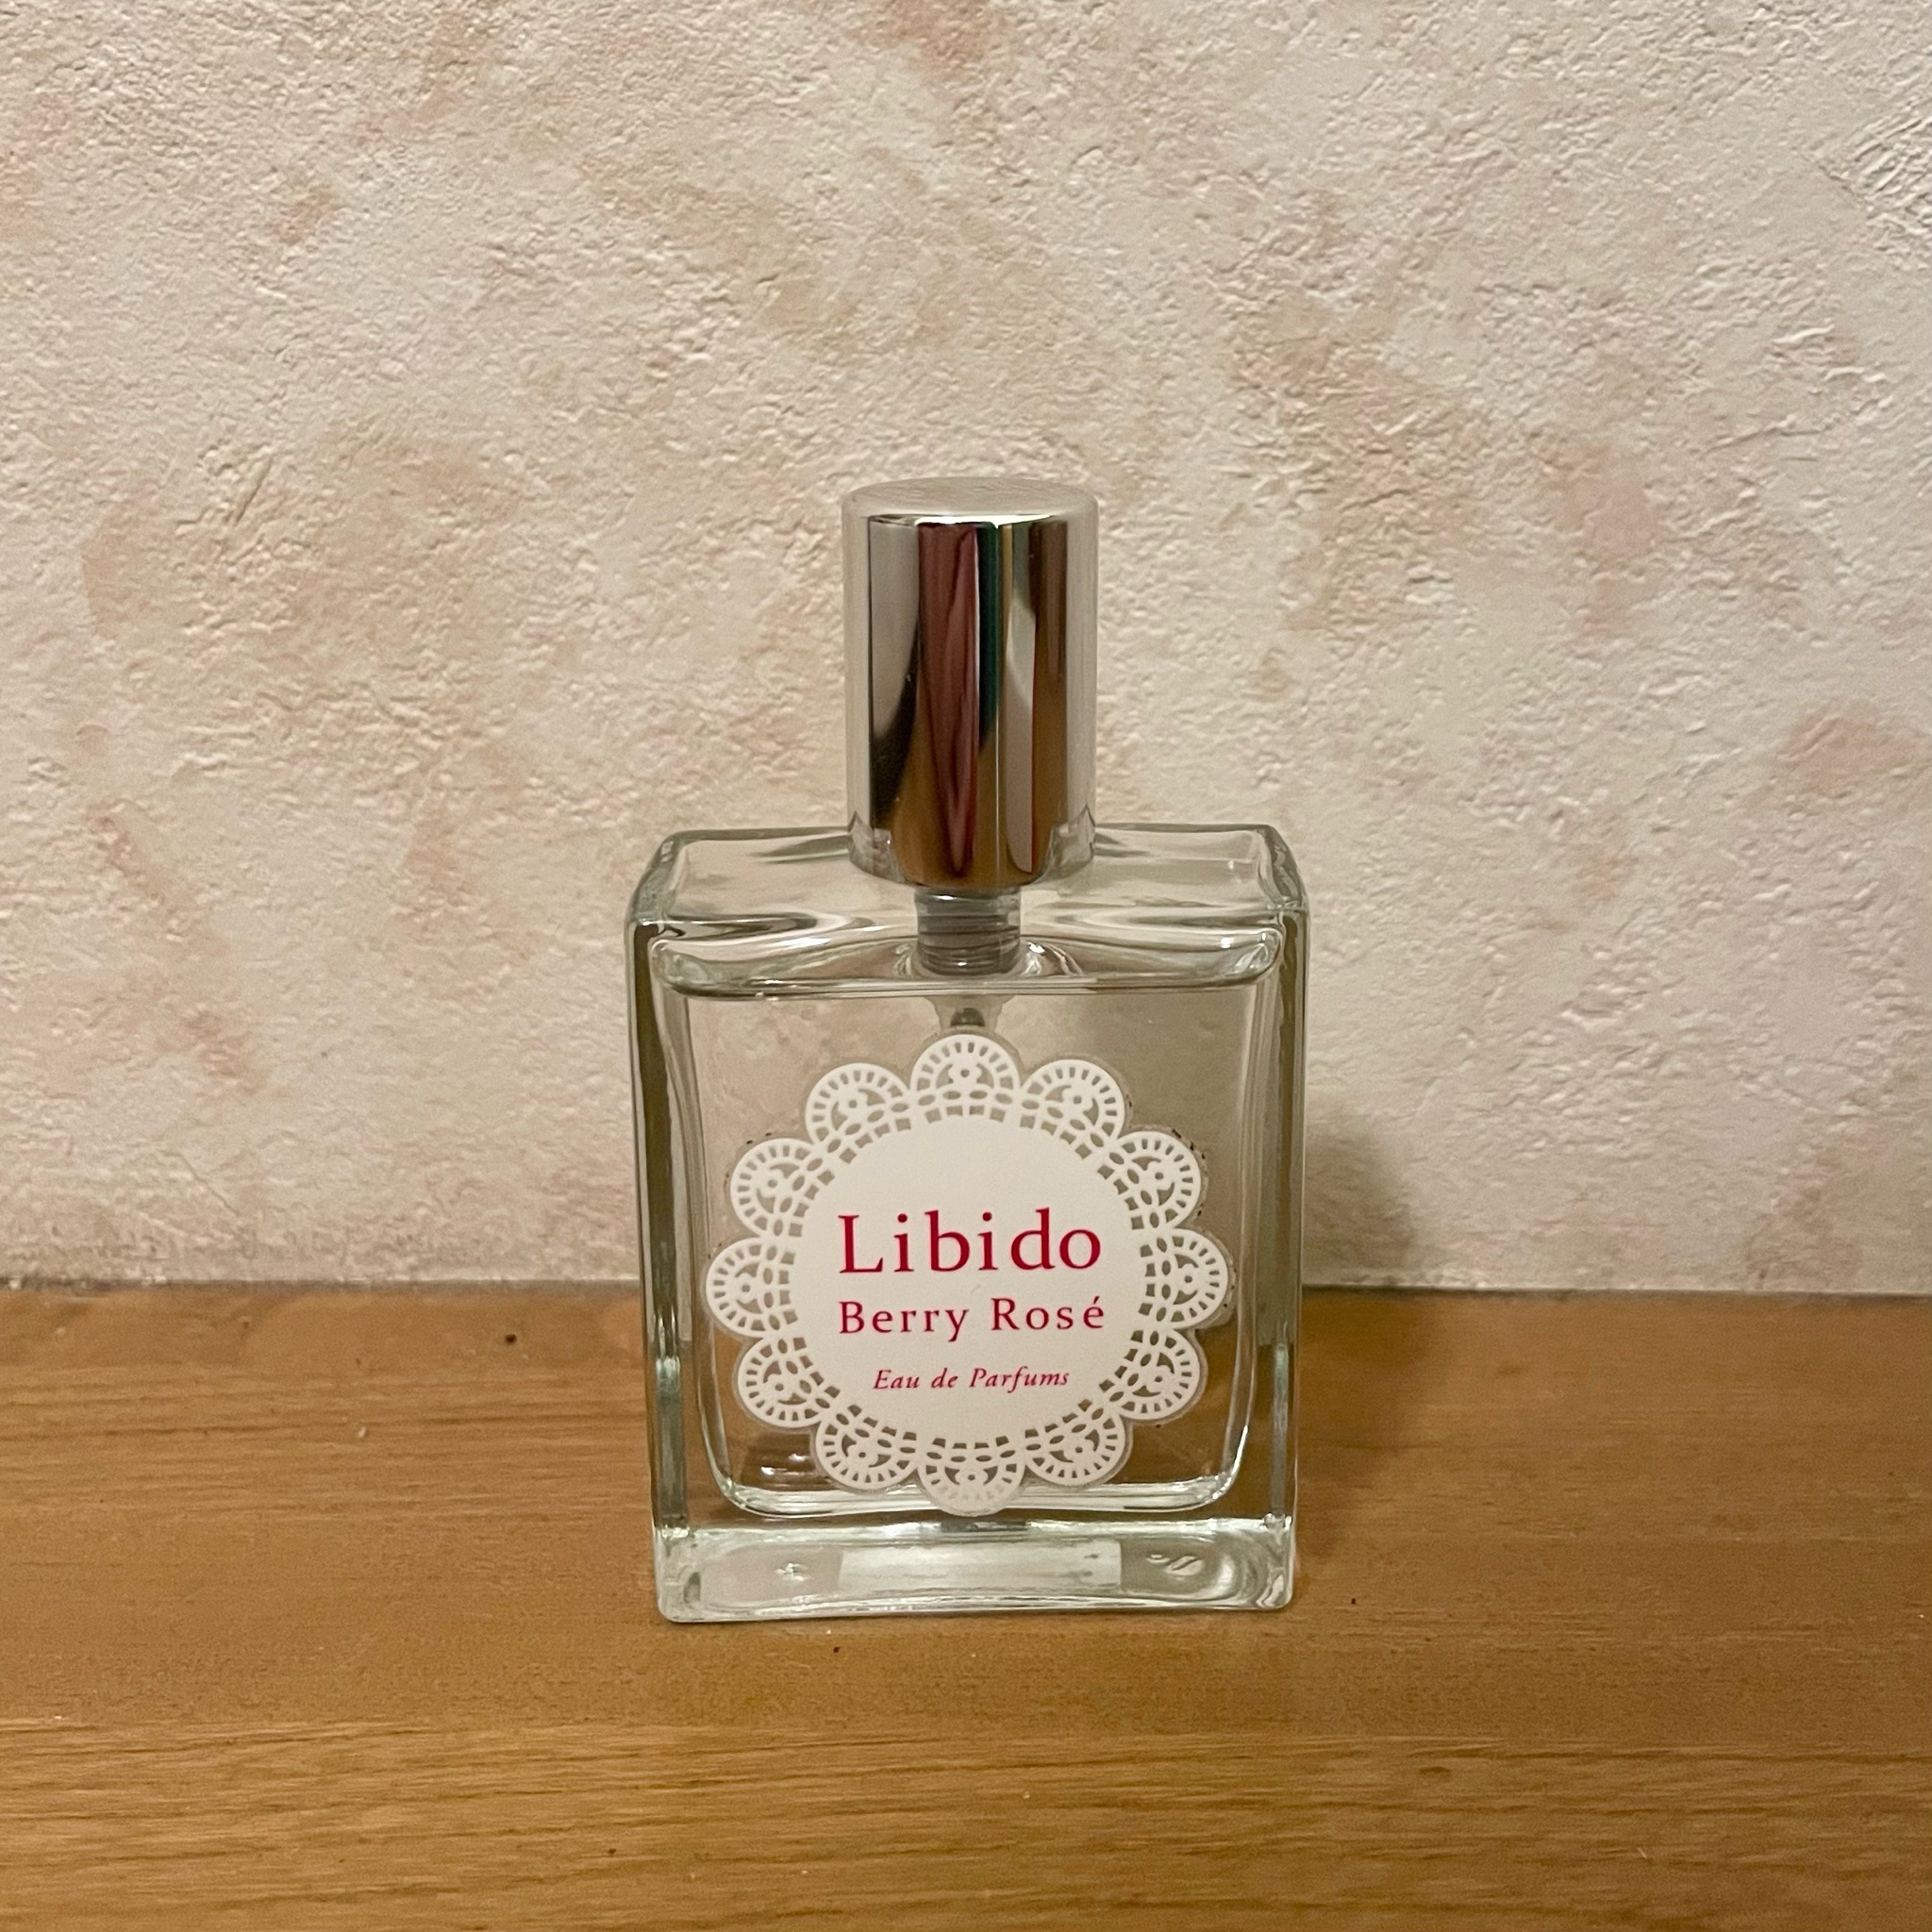 Libido
Berry Rosé
Eau de Parfums